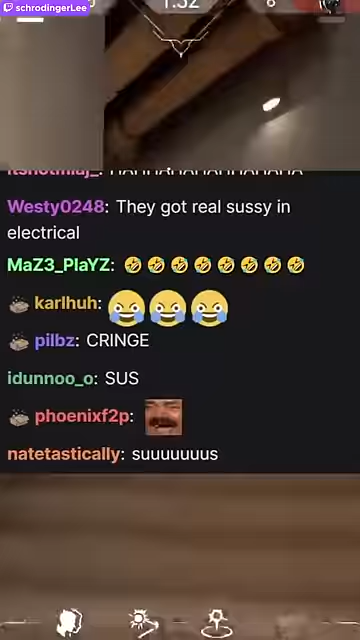 schrodingerLee
1:32
Westy0248: They got real sussy in
electrical
MaZ3_PlaYZ: 🤣🤣🤣🤣🤣🤣🤣🤣
karlhuh: 😂😂😂
pilbz: CRINGE
idunnoo_o: SUS
phoenixf2p:
natetastically: suuuuuuus